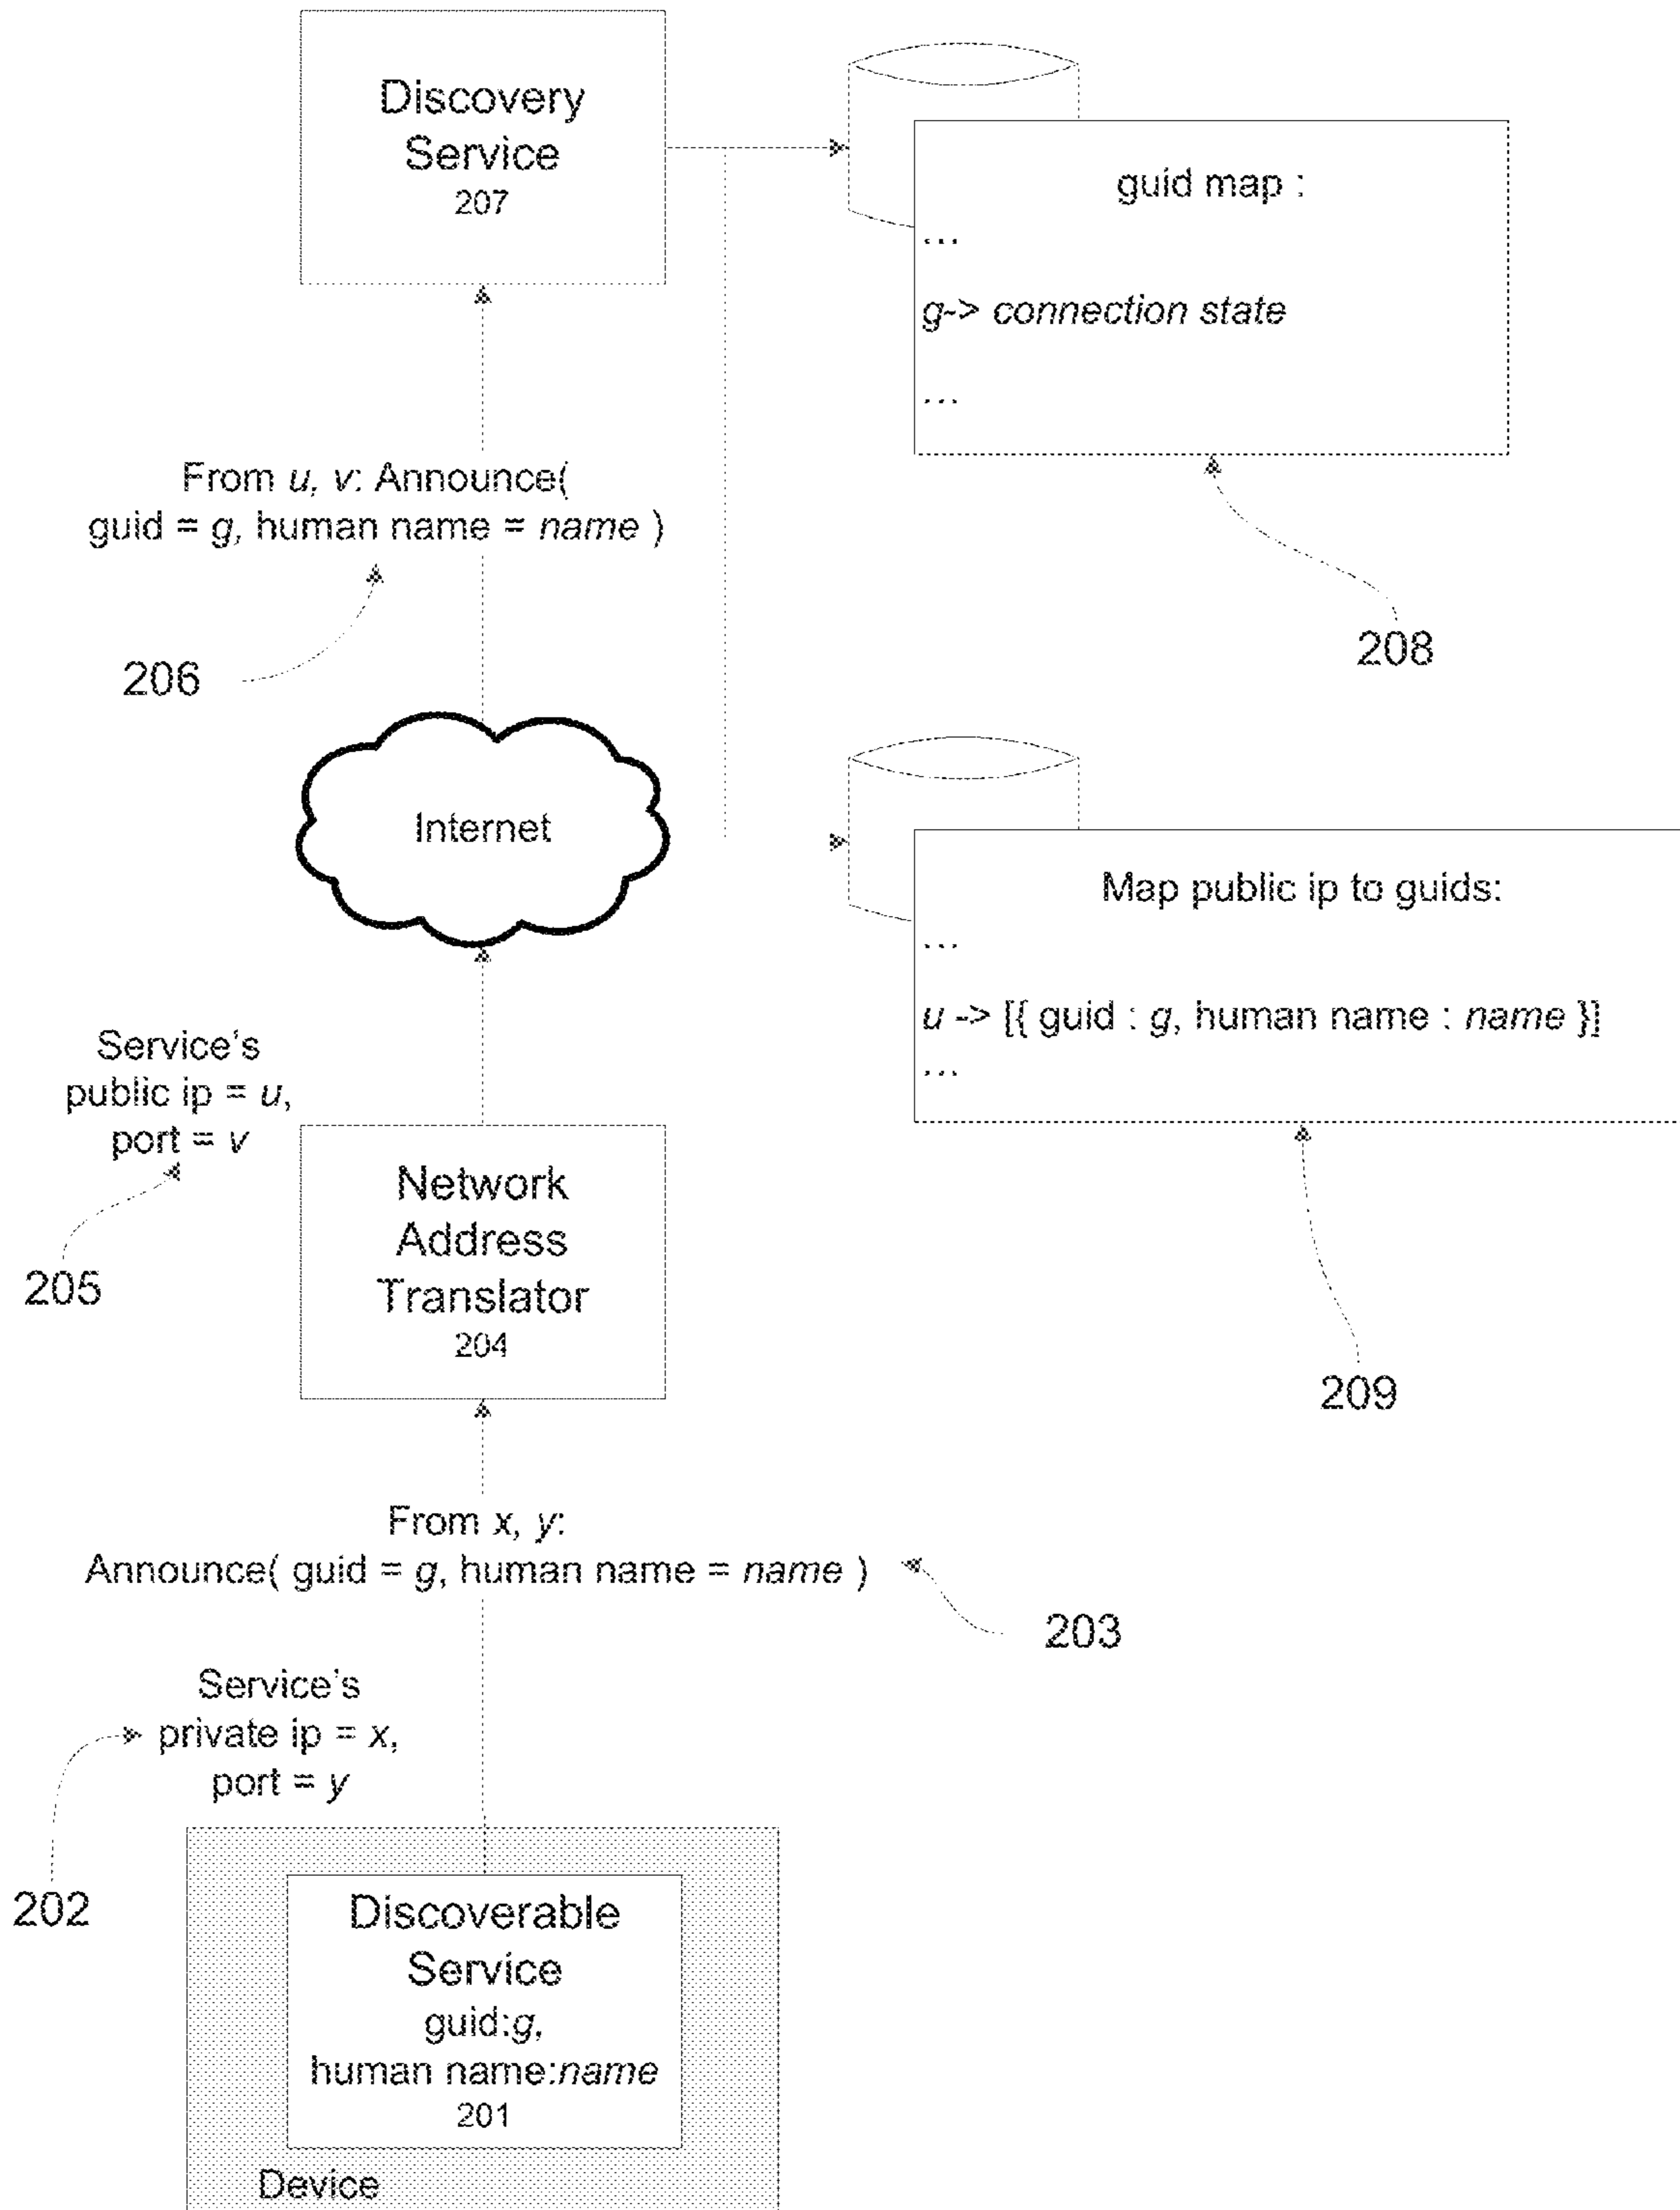 Discovery
Service
207
guid map :
...
g-> connection state
...
From u, v: Announce(
guid = g, human name = name )
208
206
Internet
Map public ip to guids:
...
u -> [{ guid : g, human name : name }]
...
Service's
public ip = u,
port = v
205
Network
Address
Translator
204
209
From x, y:
Announce( guid = g, human name = name )
203
Service's
private ip = x,
port = y
202
Discoverable
Service
guid:g,
human name:name
201
Device